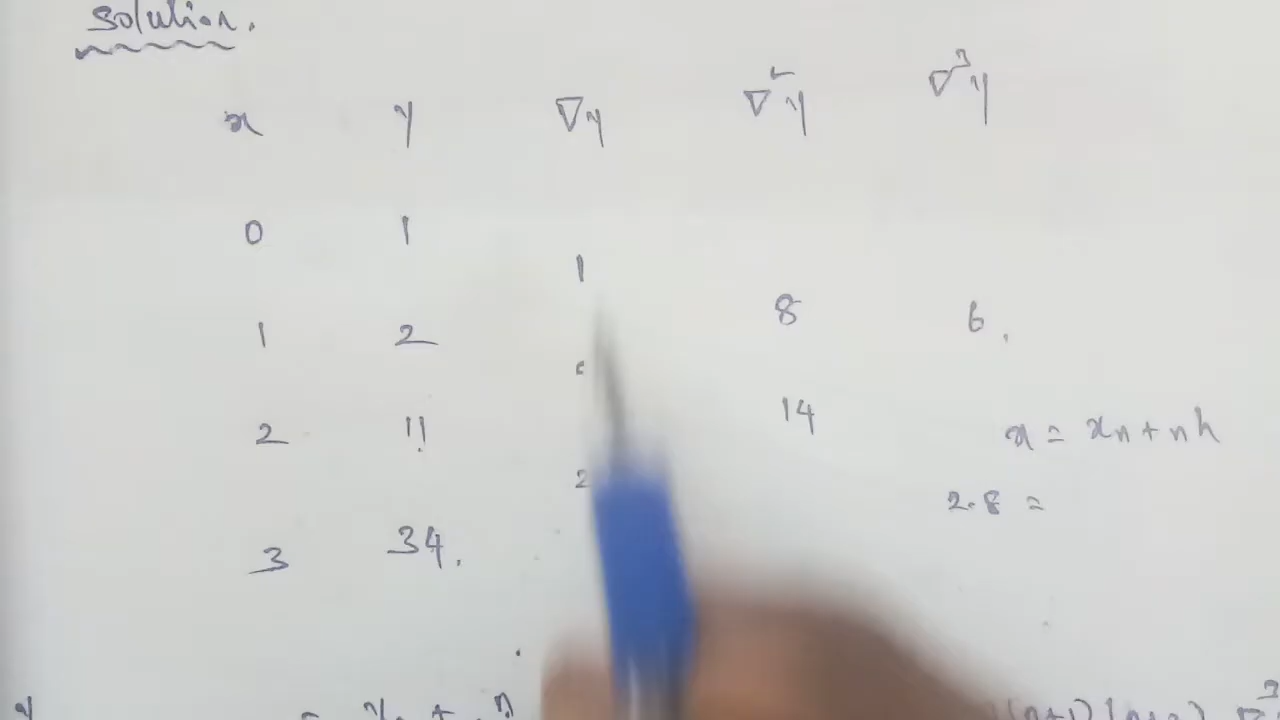 Solution.
x y ∇y ∇²y ∇³y
0 1
1
8 6.
1 2
14
2 11 x = xn + nh
2.8 =
3 34.